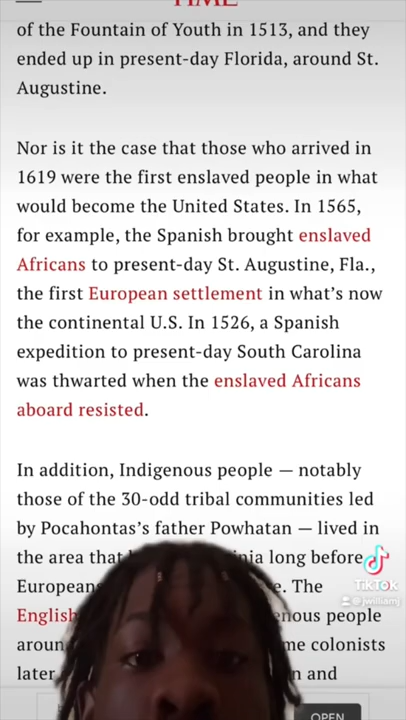 TIME
of the Fountain of Youth in 1513, and they
ended up in present-day Florida, around St.
Augustine.
Nor is it the case that those who arrived in
1619 were the first enslaved people in what
would become the United States. In 1565,
for example, the Spanish brought enslaved
Africans to present-day St. Augustine, Fla.,
the first European settlement in what's now
the continental U.S. In 1526, a Spanish
expedition to present-day South Carolina
was thwarted when the enslaved Africans
aboard resisted.
In addition, Indigenous people — notably
those of the 30-odd tribal communities led
by Pocahontas's father Powhatan — lived in
the area that long before
European The
English people
me colonists
later and
TikTok
OPEN